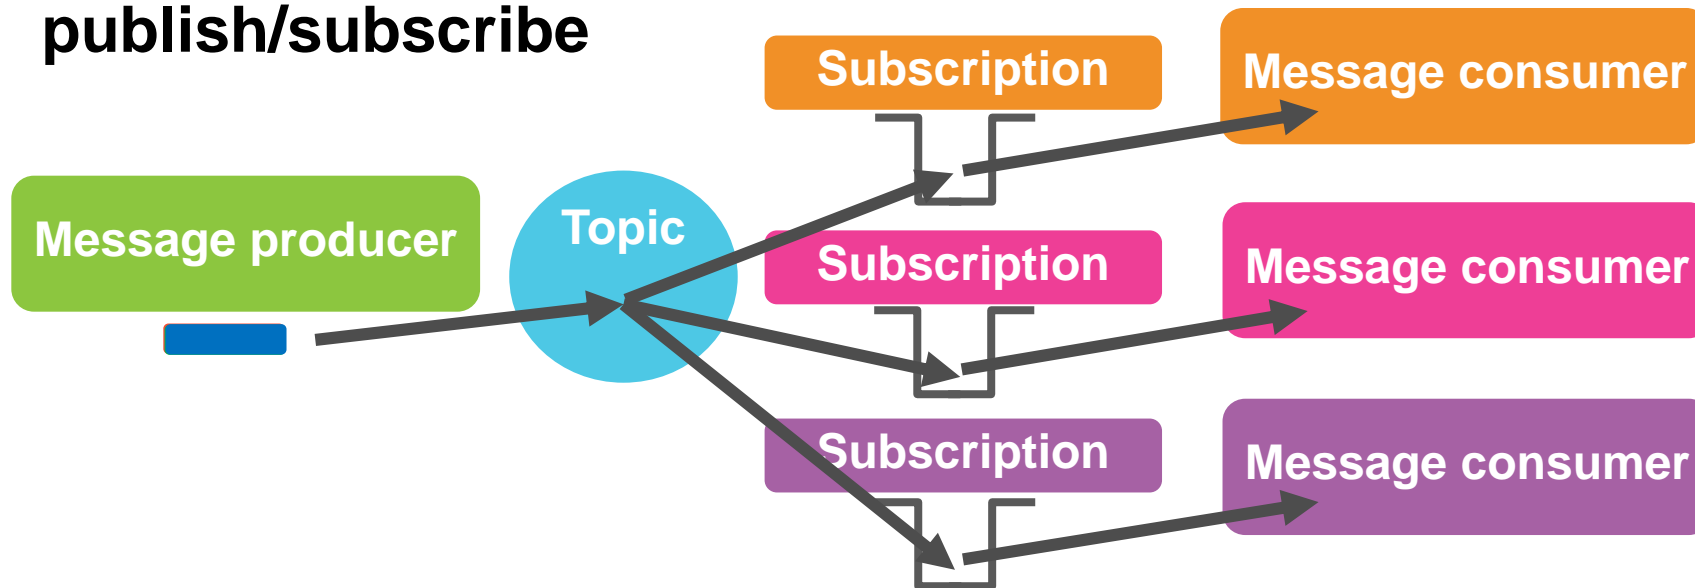 publish/subscribe
Subscription
Message consumer
Message producer
Topic
Subscription
Message consumer
Subscription
Message consumer